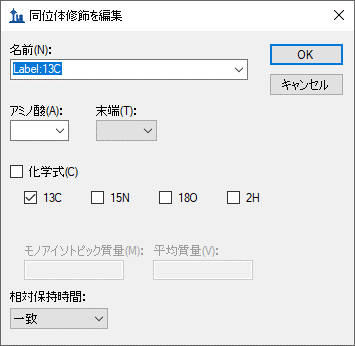 同位体修飾を編集
名前(N):
Label:13C
OK
キャンセル
アミノ酸(A):
末端(T):
化学式(C)
13C 15N 18O 2H
モノアイソトピック質量(M): 平均質量(V):
相対保持時間:
一致